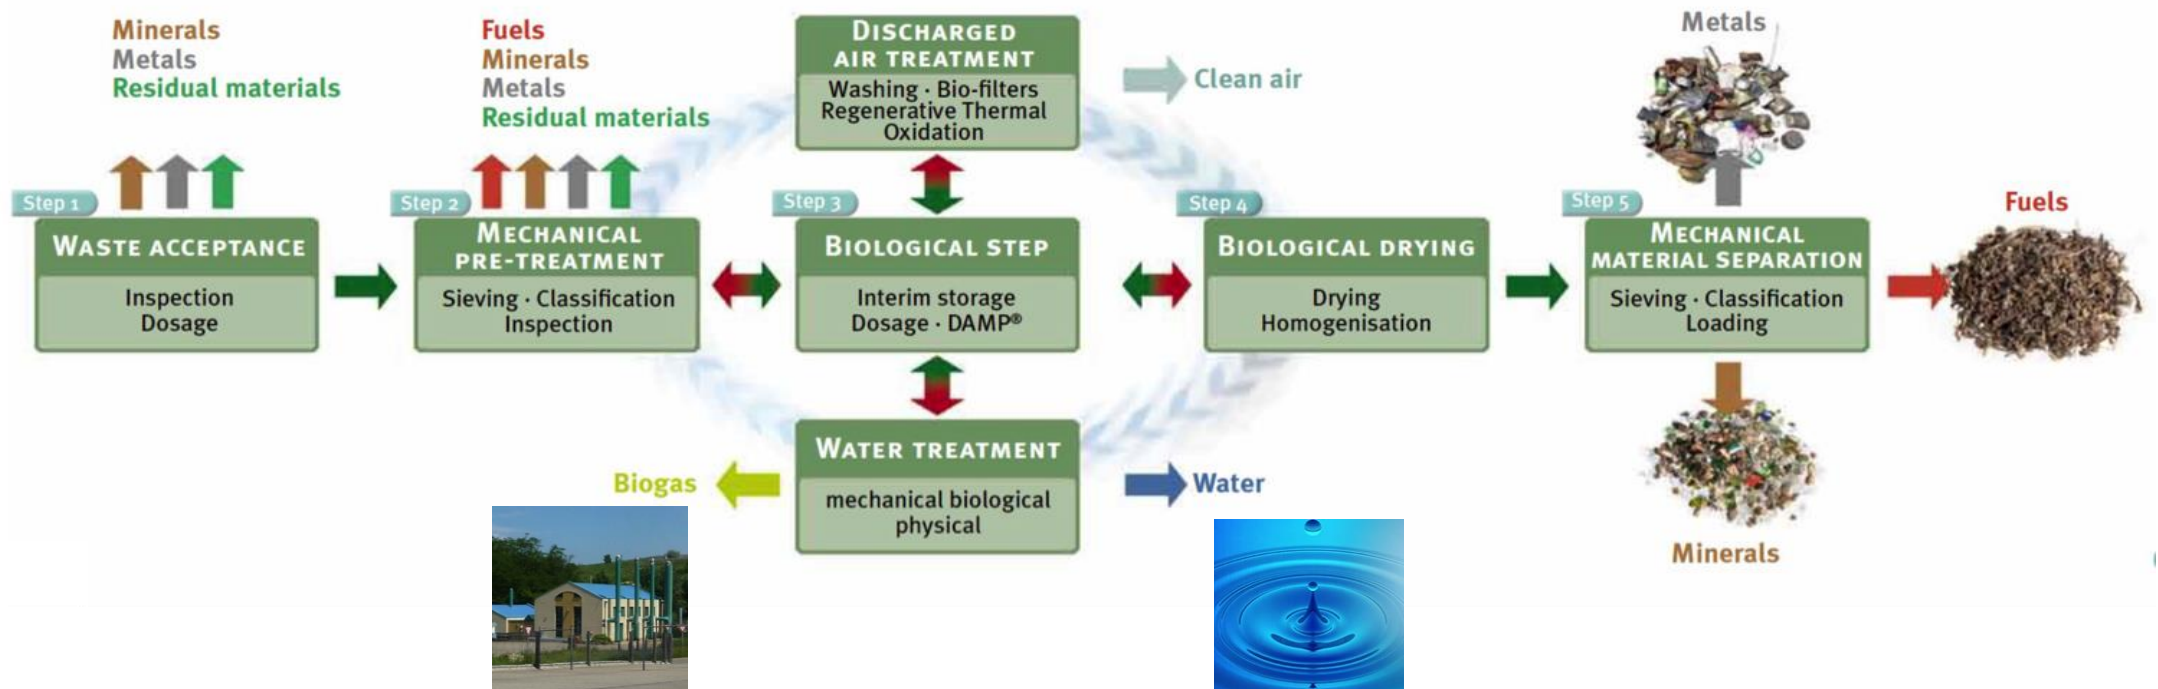 Minerals
Metals
Residual materials
Step 1
WASTE ACCEPTANCE
Inspection
Dosage
Fuels
Minerals
Metals
Residual materials
Step 2
MECHANICAL
PRE-TREATMENT
Sieving · Classification
Inspection
DISCHARGED
AIR TREATMENT
Washing · Bio-filters
Regenerative Thermal
Oxidation
Clean air
Step 3
BIOLOGICAL STEP
Interim storage
Dosage · DAMP®
WATER TREATMENT
mechanical biological
physical
Biogas
Water
Step 4
BIOLOGICAL DRYING
Drying
Homogenisation
Step 5
MECHANICAL
MATERIAL SEPARATION
Sieving · Classification
Loading
Metals
Fuels
Minerals